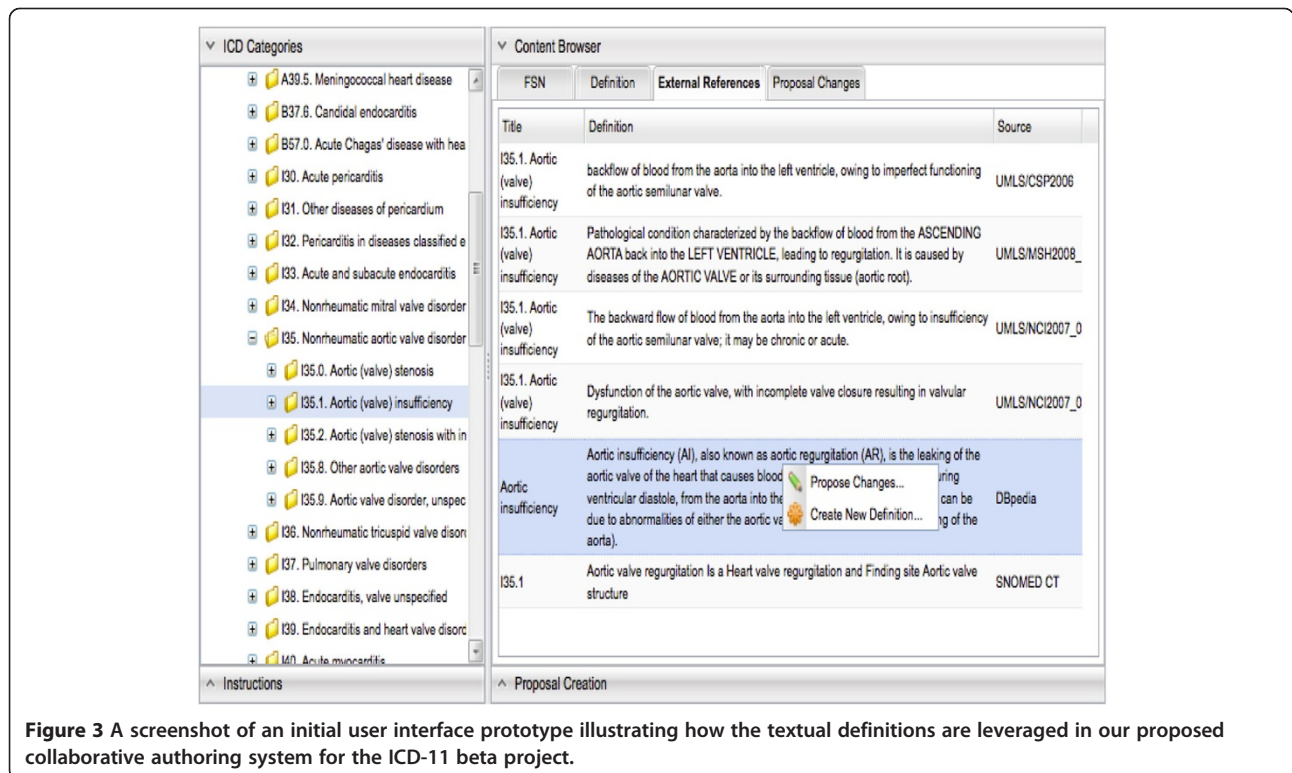 ICD Categories
A39.5. Meningococcal heart disease
B37.6. Candidal endocarditis
B57.0. Acute Chagas' disease with hea
I30. Acute pericarditis
I31. Other diseases of pericardium
I32. Pericarditis in diseases classified e
I33. Acute and subacute endocarditis
I34. Nonrheumatic mitral valve disorder
I35. Nonrheumatic aortic valve disorder
I35.0. Aortic (valve) stenosis
I35.1. Aortic (valve) insufficiency
I35.2. Aortic (valve) stenosis with in
I35.8. Other aortic valve disorders
I35.9. Aortic valve disorder, unspec
I36. Nonrheumatic tricuspid valve disor
I37. Pulmonary valve disorders
I38. Endocarditis, valve unspecified
I39. Endocarditis and heart valve disorc
I40. Acute myocarditis
Instructions
Content Browser
FSN Definition External References Proposal Changes
Title Definition Source
I35.1. Aortic
(valve)
insufficiency
backflow of blood from the aorta into the left ventricle, owing to imperfect functioning
of the aortic semilunar valve.
UMLS/CSP2006
I35.1. Aortic
(valve)
insufficiency
Pathological condition characterized by the backflow of blood from the ASCENDING
AORTA back into the LEFT VENTRICLE, leading to regurgitation. It is caused by
diseases of the AORTIC VALVE or its surrounding tissue (aortic root).
UMLS/MSH2008_
I35.1. Aortic
(valve)
insufficiency
The backward flow of blood from the aorta into the left ventricle, owing to insufficiency
of the aortic semilunar valve; it may be chronic or acute.
UMLS/NCI2007_0
I35.1. Aortic
(valve)
insufficiency
Dysfunction of the aortic valve, with incomplete valve closure resulting in valvular
regurgitation.
UMLS/NCI2007_0
Aortic
insufficiency
Aortic insufficiency (AI), also known as aortic regurgitation (AR), is the leaking of the
aortic valve of the heart that causes blood uring
ventricular diastole, from the aorta into the can be
due to abnormalities of either the aortic va ng of the
aorta).
DBpedia
Propose Changes...
Create New Definition...
I35.1
Aortic valve regurgitation Is a Heart valve regurgitation and Finding site Aortic valve
structure
SNOMED CT
Proposal Creation
Figure 3 A screenshot of an initial user interface prototype illustrating how the textual definitions are leveraged in our proposed
collaborative authoring system for the ICD-11 beta project.